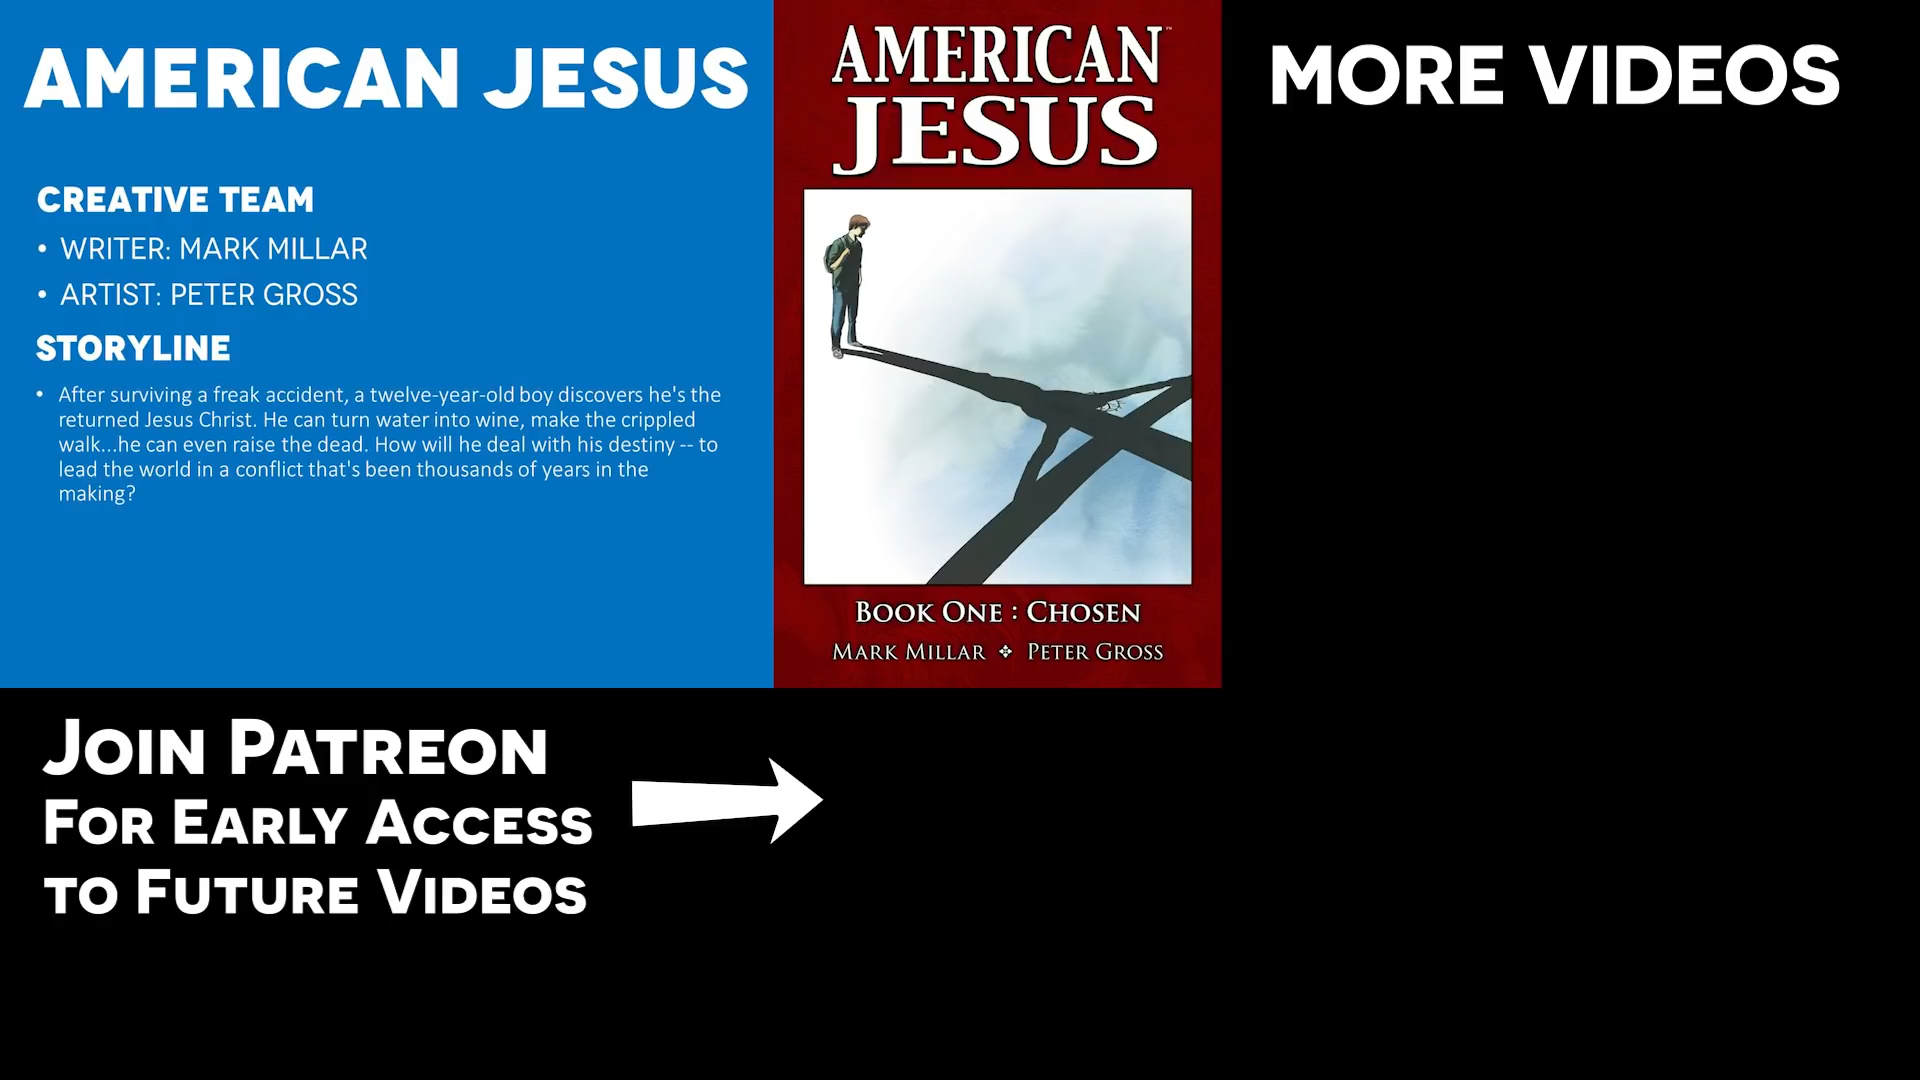 AMERICAN JESUS
CREATIVE TEAM
• WRITER: MARK MILLAR
• ARTIST: PETER GROSS
STORYLINE
• After surviving a freak accident, a twelve-year-old boy discovers he's the
returned Jesus Christ. He can turn water into wine, make the crippled
walk...he can even raise the dead. How will he deal with his destiny -- to
lead the world in a conflict that's been thousands of years in the
making?
AMERICAN
JESUS™
BOOK ONE : CHOSEN
MARK MILLAR ❖ PETER GROSS
MORE VIDEOS
JOIN PATREON
FOR EARLY ACCESS
TO FUTURE VIDEOS